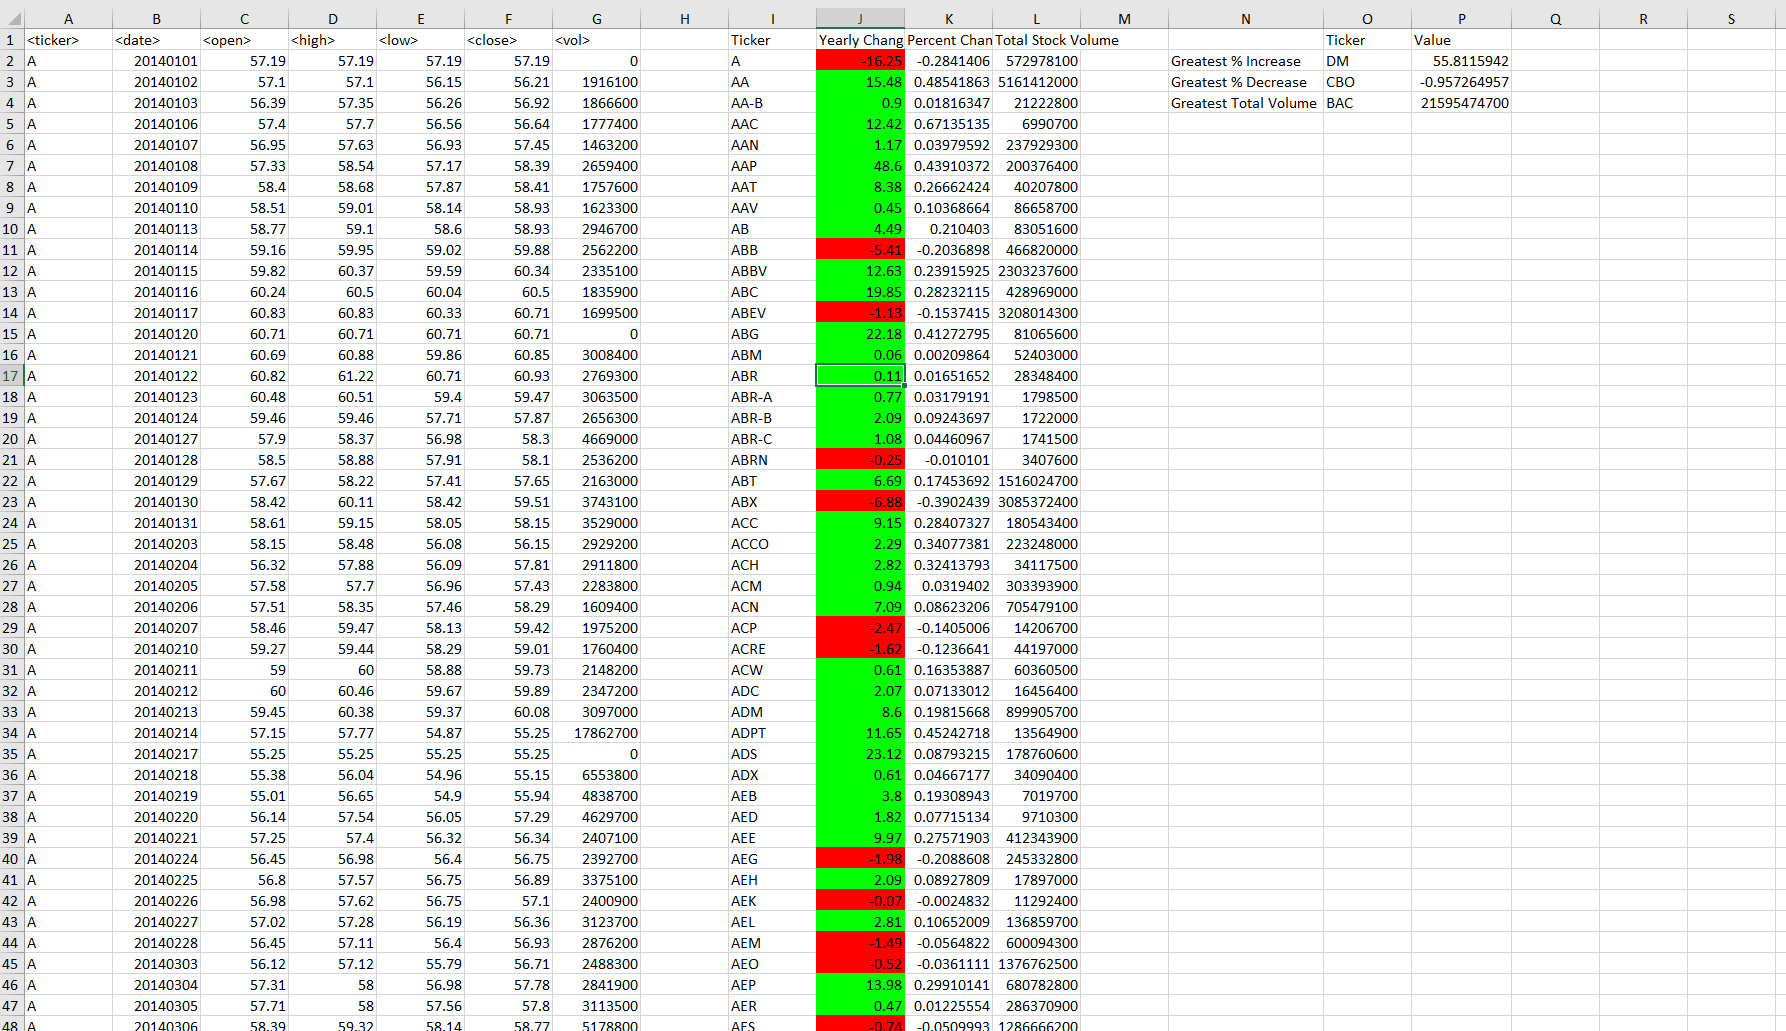 A B C D E F G H I J K L M N O P Q R S
1 <ticker> <date> <open> <high> <low> <close> <vol> Ticker Yearly Chang Percent Chan Total Stock Volume Ticker Value
2 A 20140101 57.19 57.19 57.19 57.19 0 A -16.25 -0.2841406 572978100 Greatest % Increase DM 55.8115942
3 A 20140102 57.1 57.1 56.15 56.21 1916100 AA 15.48 0.48541863 5161412000 Greatest % Decrease CBO -0.957264957
4 A 20140103 56.39 57.35 56.26 56.92 1866600 AA-B 0.9 0.01816347 21222800 Greatest Total Volume BAC 21595474700
5 A 20140106 57.4 57.7 56.56 56.64 1777400 AAC 12.42 0.67135135 6990700
6 A 20140107 56.95 57.63 56.93 57.45 1463200 AAN 1.17 0.03979592 237929300
7 A 20140108 57.33 58.54 57.17 58.39 2659400 AAP 48.6 0.43910372 200376400
8 A 20140109 58.4 58.68 57.87 58.41 1757600 AAT 8.38 0.26662424 40207800
9 A 20140110 58.51 59.01 58.14 58.93 1623300 AAV 0.45 0.10368664 86658700
10 A 20140113 58.77 59.1 58.6 58.93 2946700 AB 4.49 0.210403 83051600
11 A 20140114 59.16 59.95 59.02 59.88 2562200 ABB -5.41 -0.2036898 466820000
12 A 20140115 59.82 60.37 59.59 60.34 2335100 ABBV 12.63 0.23915925 2303237600
13 A 20140116 60.24 60.5 60.04 60.5 1835900 ABC 19.85 0.28232115 428969000
14 A 20140117 60.83 60.83 60.33 60.71 1699500 ABEV -1.13 -0.1537415 3208014300
15 A 20140120 60.71 60.71 60.71 60.71 0 ABG 22.18 0.41272795 81065600
16 A 20140121 60.69 60.88 59.86 60.85 3008400 ABM 0.06 0.00209864 52403000
17 A 20140122 60.82 61.22 60.71 60.93 2769300 ABR 0.11 0.01651652 28348400
18 A 20140123 60.48 60.51 59.4 59.47 3063500 ABR-A 0.77 0.03179191 1798500
19 A 20140124 59.46 59.46 57.71 57.87 2656300 ABR-B 2.09 0.09243697 1722000
20 A 20140127 57.9 58.37 56.98 58.3 4669000 ABR-C 1.08 0.04460967 1741500
21 A 20140128 58.5 58.88 57.91 58.1 2536200 ABRN -0.25 -0.010101 3407600
22 A 20140129 57.67 58.22 57.41 57.65 2163000 ABT 6.69 0.17453692 1516024700
23 A 20140130 58.42 60.11 58.42 59.51 3743100 ABX -6.88 -0.3902439 3085372400
24 A 20140131 58.61 59.15 58.05 58.15 3529000 ACC 9.15 0.28407327 180543400
25 A 20140203 58.15 58.48 56.08 56.15 2929200 ACCO 2.29 0.34077381 223248000
26 A 20140204 56.32 57.88 56.09 57.81 2911800 ACH 2.82 0.32413793 34117500
27 A 20140205 57.58 57.7 56.96 57.43 2283800 ACM 0.94 0.0319402 303393900
28 A 20140206 57.51 58.35 57.46 58.29 1609400 ACN 7.09 0.08623206 705479100
29 A 20140207 58.46 59.47 58.13 59.42 1975200 ACP -2.47 -0.1405006 14206700
30 A 20140210 59.27 59.44 58.29 59.01 1760400 ACRE -1.62 -0.1236641 44197000
31 A 20140211 59 60 58.88 59.73 2148200 ACW 0.61 0.16353887 60360500
32 A 20140212 60 60.46 59.67 59.89 2347200 ADC 2.07 0.07133012 16456400
33 A 20140213 59.45 60.38 59.37 60.08 3097000 ADM 8.6 0.19815668 899905700
34 A 20140214 57.15 57.77 54.87 55.25 17862700 ADPT 11.65 0.45242718 13564900
35 A 20140217 55.25 55.25 55.25 55.25 0 ADS 23.12 0.08793215 178760600
36 A 20140218 55.38 56.04 54.96 55.15 6553800 ADX 0.61 0.04667177 34090400
37 A 20140219 55.01 56.65 54.9 55.94 4838700 AEB 3.8 0.19308943 7019700
38 A 20140220 56.14 57.54 56.05 57.29 4629700 AED 1.82 0.07715134 9710300
39 A 20140221 57.25 57.4 56.32 56.34 2407100 AEE 9.97 0.27571903 412343900
40 A 20140224 56.45 56.98 56.4 56.75 2392700 AEG -1.98 -0.2088608 245332800
41 A 20140225 56.8 57.57 56.75 56.89 3375100 AEH 2.09 0.08927809 17897000
42 A 20140226 56.98 57.62 56.75 57.1 2400900 AEK -0.07 -0.0024832 11292400
43 A 20140227 57.02 57.28 56.19 56.36 3123700 AEL 2.81 0.10652009 136859700
44 A 20140228 56.45 57.11 56.4 56.93 2876200 AEM -1.49 -0.0564822 600094300
45 A 20140303 56.12 57.12 55.79 56.71 2488300 AEO -0.52 -0.0361111 1376762500
46 A 20140304 57.31 58 56.98 57.78 2841900 AEP 13.98 0.29910141 680782800
47 A 20140305 57.71 58 57.56 57.8 3113500 AER 0.47 0.01225554 286370900
48 A 20140306 58.39 59.32 58.14 58.77 5178800 AES -0.74 -0.0509993 1286666200